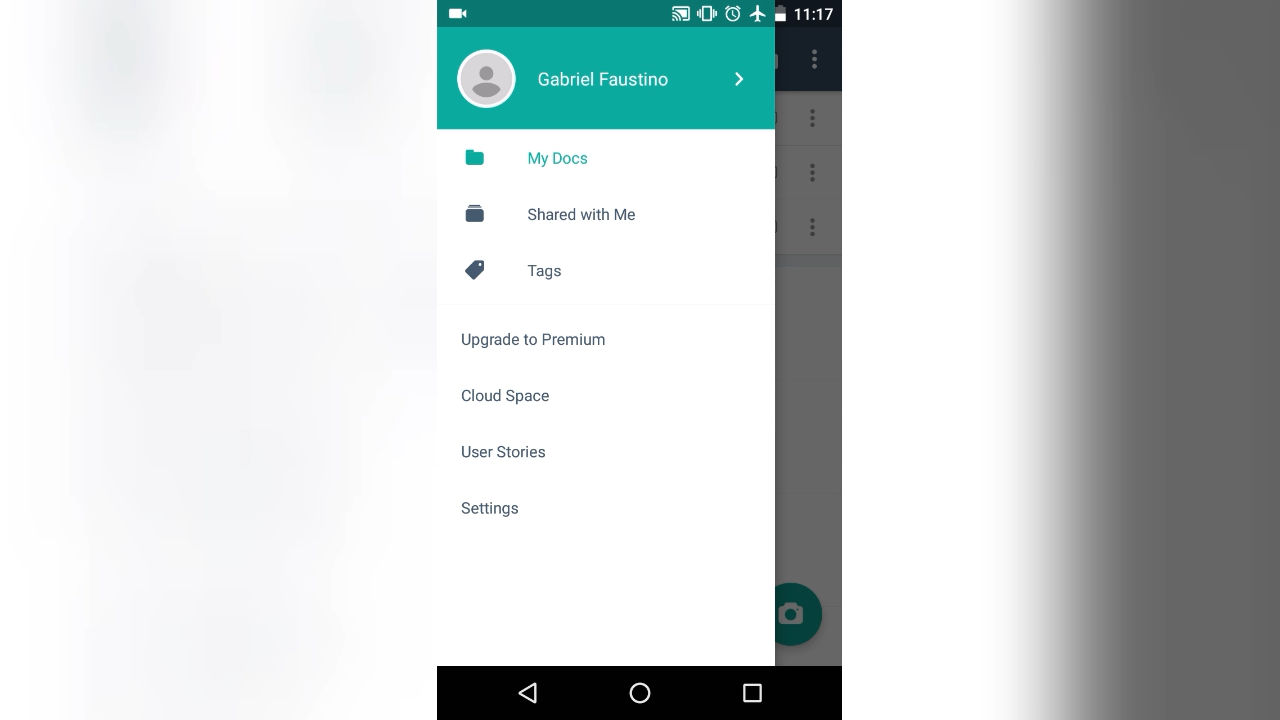 11:17
Gabriel Faustino
My Docs
Shared with Me
Tags
Upgrade to Premium
Cloud Space
User Stories
Settings